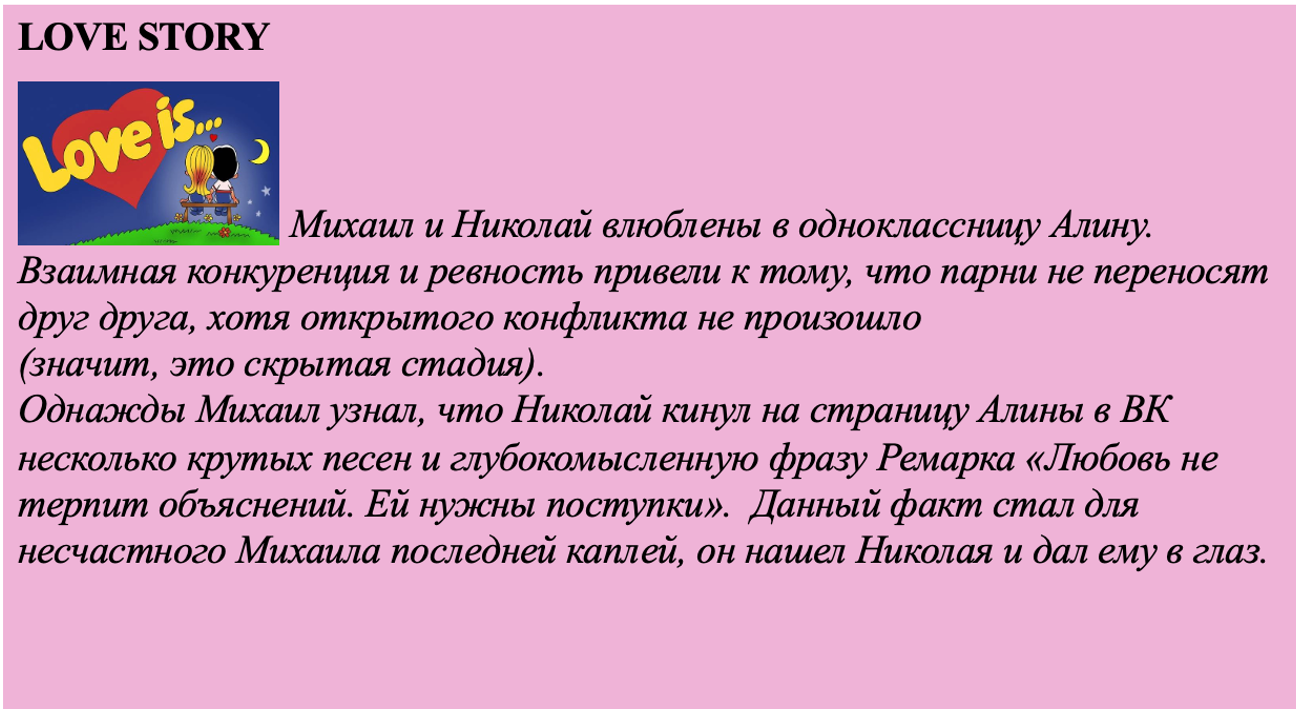 LOVE STORY
Love is...
Михаил и Николай влюблены в одноклассницу Алину.
Взаимная конкуренция и ревность привели к тому, что парни не переносят
друг друга, хотя открытого конфликта не произошло
(значит, это скрытая стадия).
Однажды Михаил узнал, что Николай кинул на страницу Алины в ВК
несколько крутых песен и глубокомысленную фразу Ремарка «Любовь не
терпит объяснений. Ей нужны поступки».  Данный факт стал для
несчастного Михаила последней каплей, он нашел Николая и дал ему в глаз.